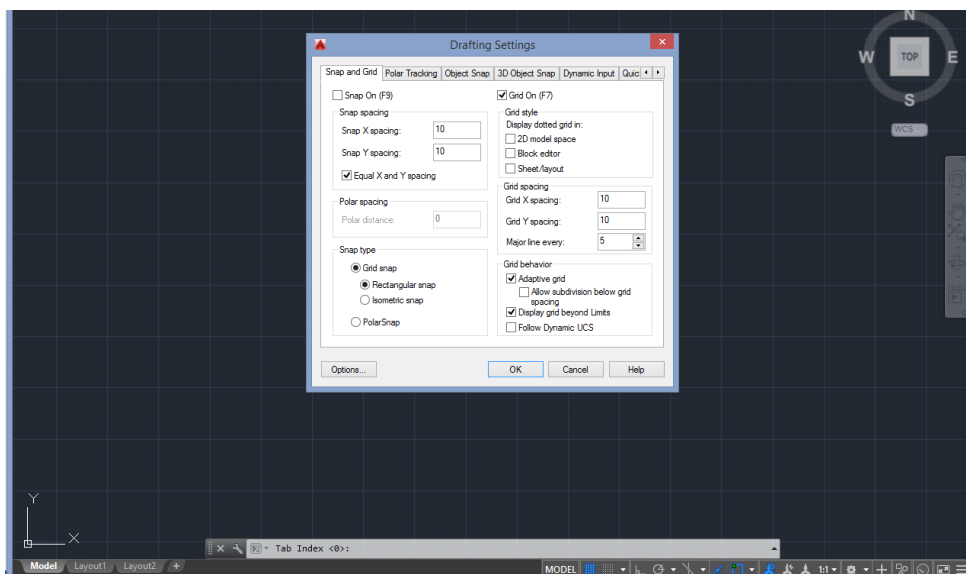 N
W
TOP
E
S
WCS
Drafting Settings
Snap and Grid
Polar Tracking
Object Snap
3D Object Snap
Dynamic Input
Quic
Snap On (F9)
Snap spacing
Snap X spacing: 10
Snap Y spacing: 10
Equal X and Y spacing
Polar spacing
Polar distance: 0
Snap type
Grid snap
Rectangular snap
Isometric snap
PolarSnap
Grid On (F7)
Grid style
Display dotted grid in:
2D model space
Block editor
Sheet/layout
Grid spacing
Grid X spacing: 10
Grid Y spacing: 10
Major line every: 5
Grid behavior
Adaptive grid
Allow subdivision below grid
spacing
Display grid beyond Limits
Follow Dynamic UCS
Options...
OK
Cancel
Help
Y
X
Tab Index <0>:
Model
Layout1
Layout2
+
MODEL
1:1